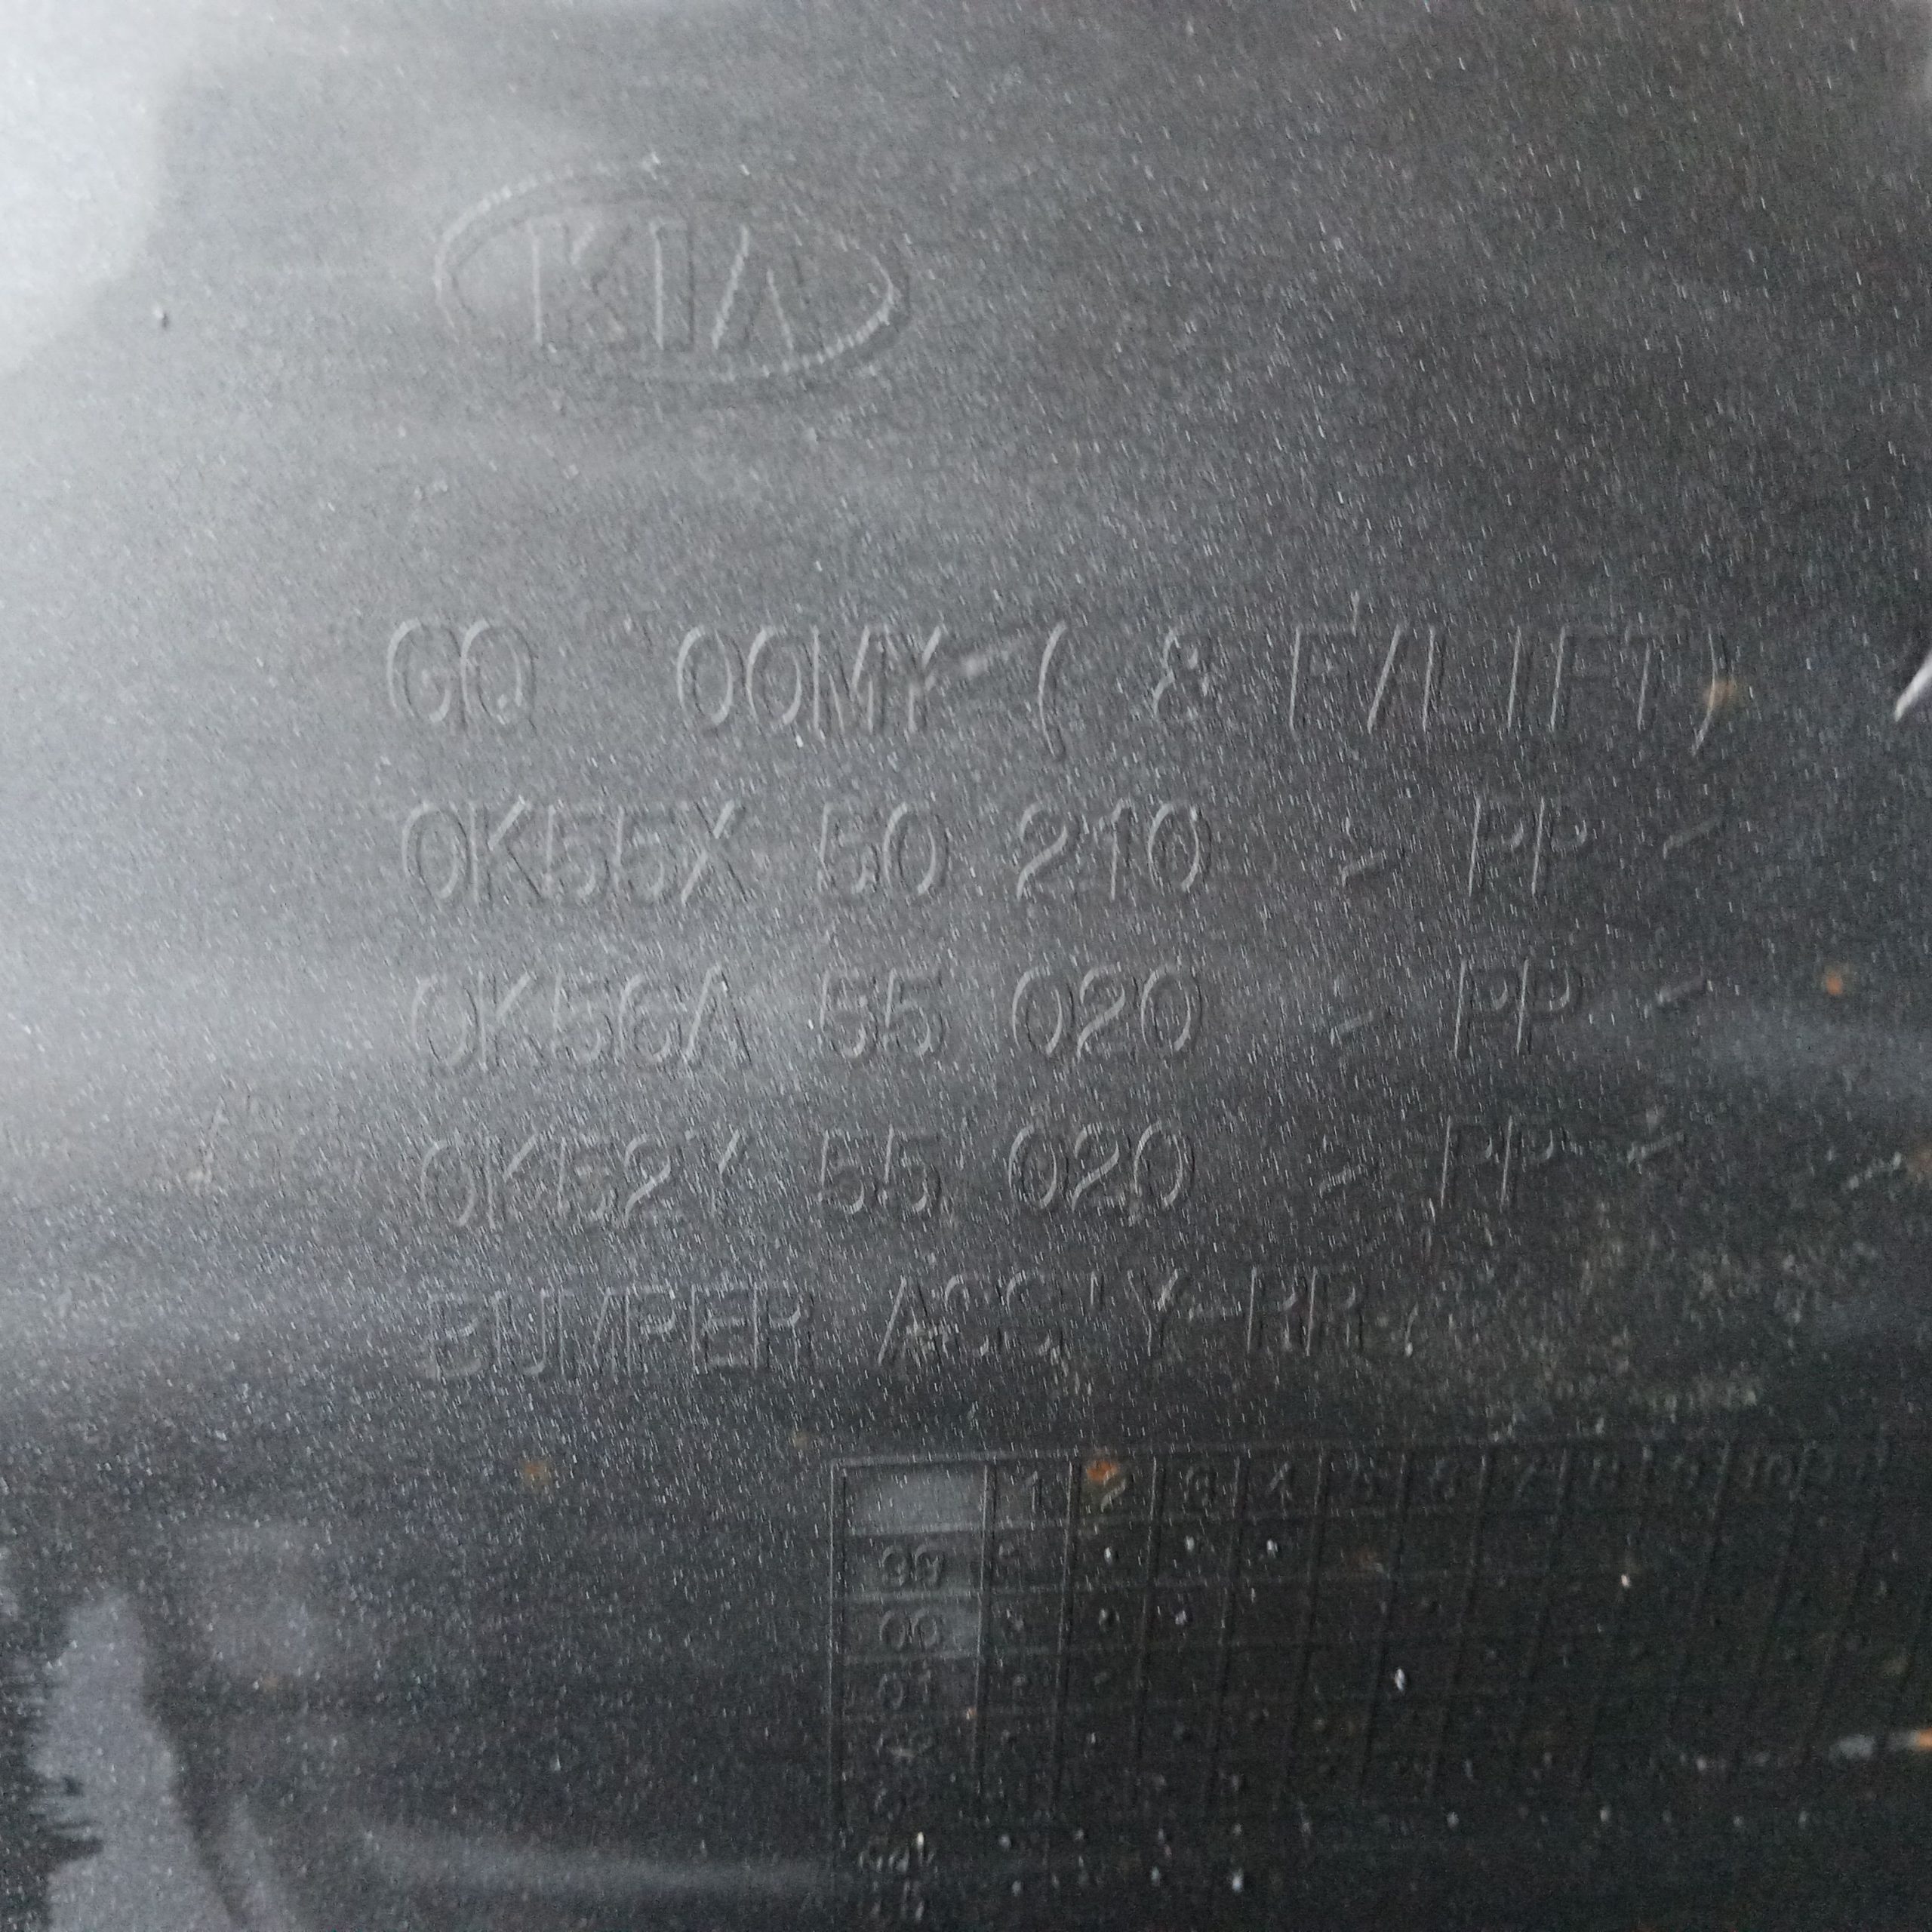 KIA
GQ 00MY ( & F/LIFT)
0K55X 50 210 > PP <
0K56A 55 020 > PP <
0K52Y 55 020 > PP <
BUMPER ASS'Y-RR
1 2 3 4 5 6 7 8 9 10
99
00
01